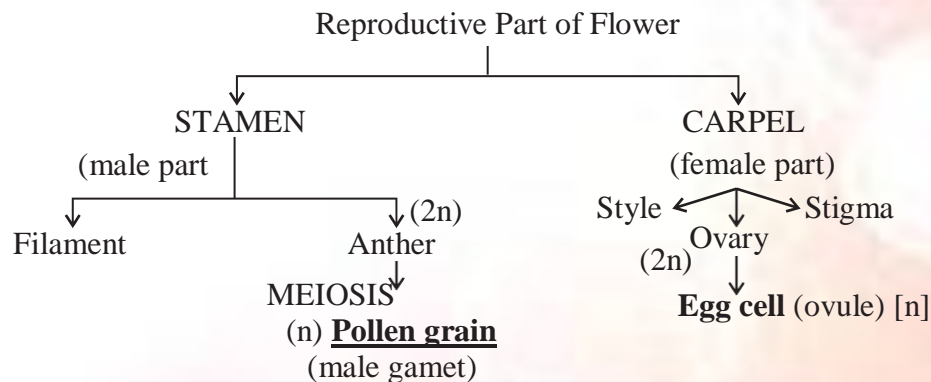 Reproductive Part of Flower
STAMEN
CARPEL
(male part
(female part)
Filament
(2n)
Anther
Style
Stigma
Ovary
(2n)
MEIOSIS
(n) Pollen grain
(male gamet)
Egg cell (ovule) [n]